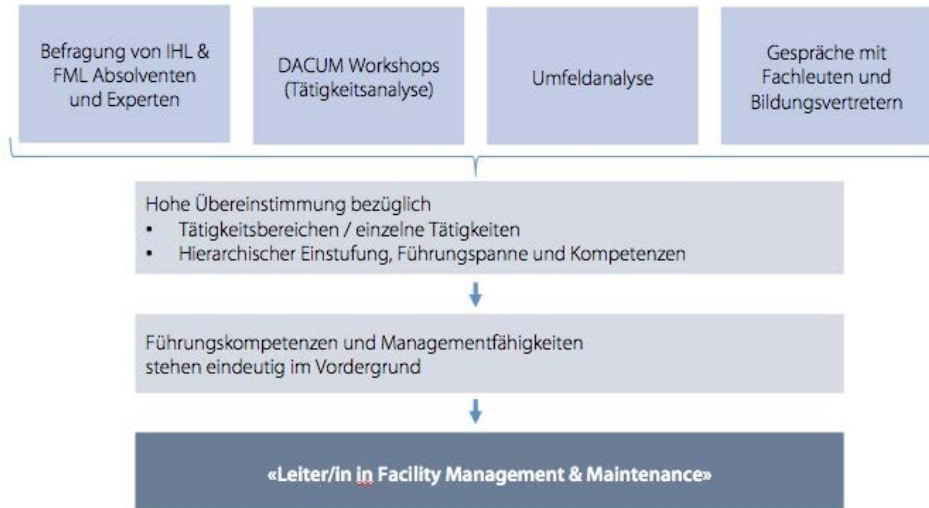 Befragung von IHL &
FML Absolventen
und Experten
DACUM Workshops
(Tätigkeitsanalyse)
Umfeldanalyse
Gespräche mit
Fachleuten und
Bildungsvertretern
Hohe Übereinstimmung bezüglich
• Tätigkeitsbereichen / einzelne Tätigkeiten
• Hierarchischer Einstufung, Führungspanne und Kompetenzen
Führungskompetenzen und Managementfähigkeiten
stehen eindeutig im Vordergrund
«Leiter/in in Facility Management & Maintenance»